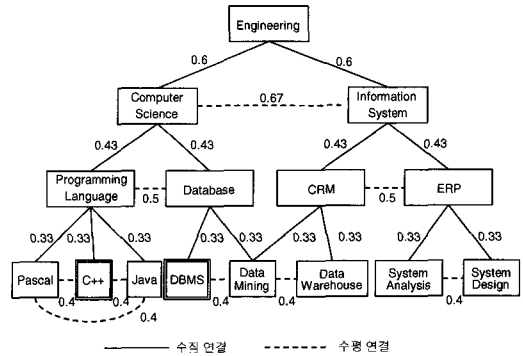 Engineering
0.6 0.6
Computer
Science
0.67
Information
System
0.43 0.43 0.43 0.43
Programming
Language
0.5
Database
CRM
0.5
ERP
0.33 0.33 0.33 0.33 0.33 0.33 0.33 0.33 0.33
Pascal
0.4
C++
0.4
Java
0.4
DBMS
0.4
Data
Mining
0.4
Data
Warehouse
System
Analysis
0.4
System
Design
수직 연결 수평 연결